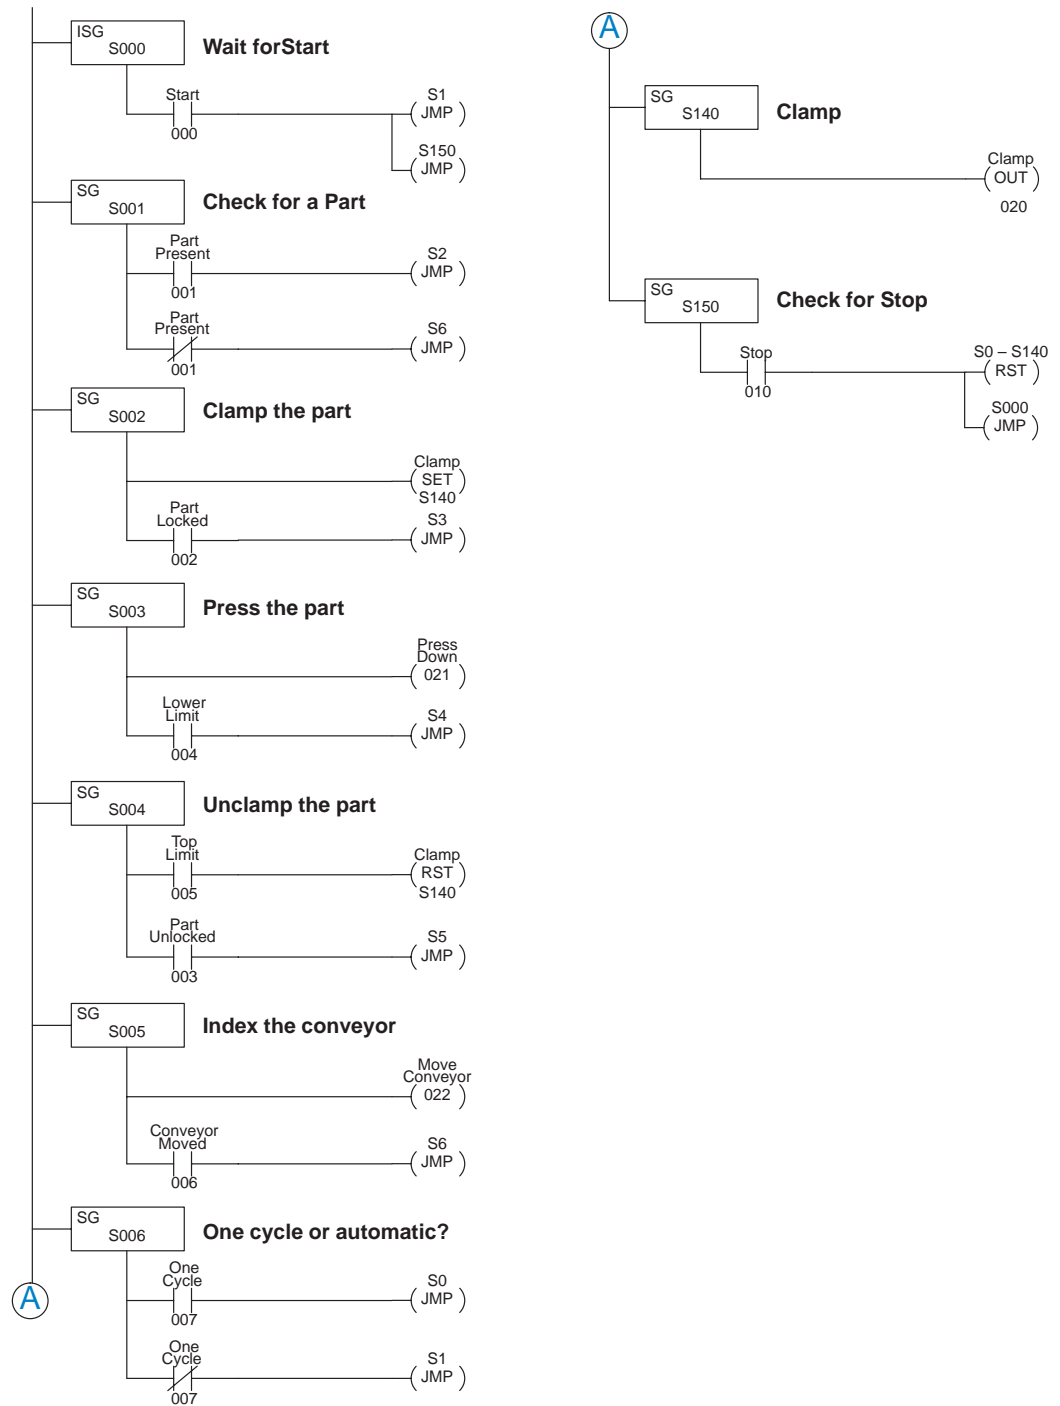 ISG
S000
Wait forStart
Start
000
S1
JMP
S150
JMP
SG
S001
Check for a Part
Part
Present
001
S2
JMP
Part
Present
001
S6
JMP
SG
S002
Clamp the part
Clamp
SET
S140
Part
Locked
002
S3
JMP
SG
S003
Press the part
Press
Down
021
Lower
Limit
004
S4
JMP
SG
S004
Unclamp the part
Top
Limit
005
Clamp
RST
S140
Part
Unlocked
003
S5
JMP
SG
S005
Index the conveyor
Move
Conveyor
022
Conveyor
Moved
006
S6
JMP
SG
S006
One cycle or automatic?
One
Cycle
007
S0
JMP
One
Cycle
007
S1
JMP
A
A
SG
S140
Clamp
Clamp
OUT
020
SG
S150
Check for Stop
Stop
010
S0 – S140
RST
S000
JMP